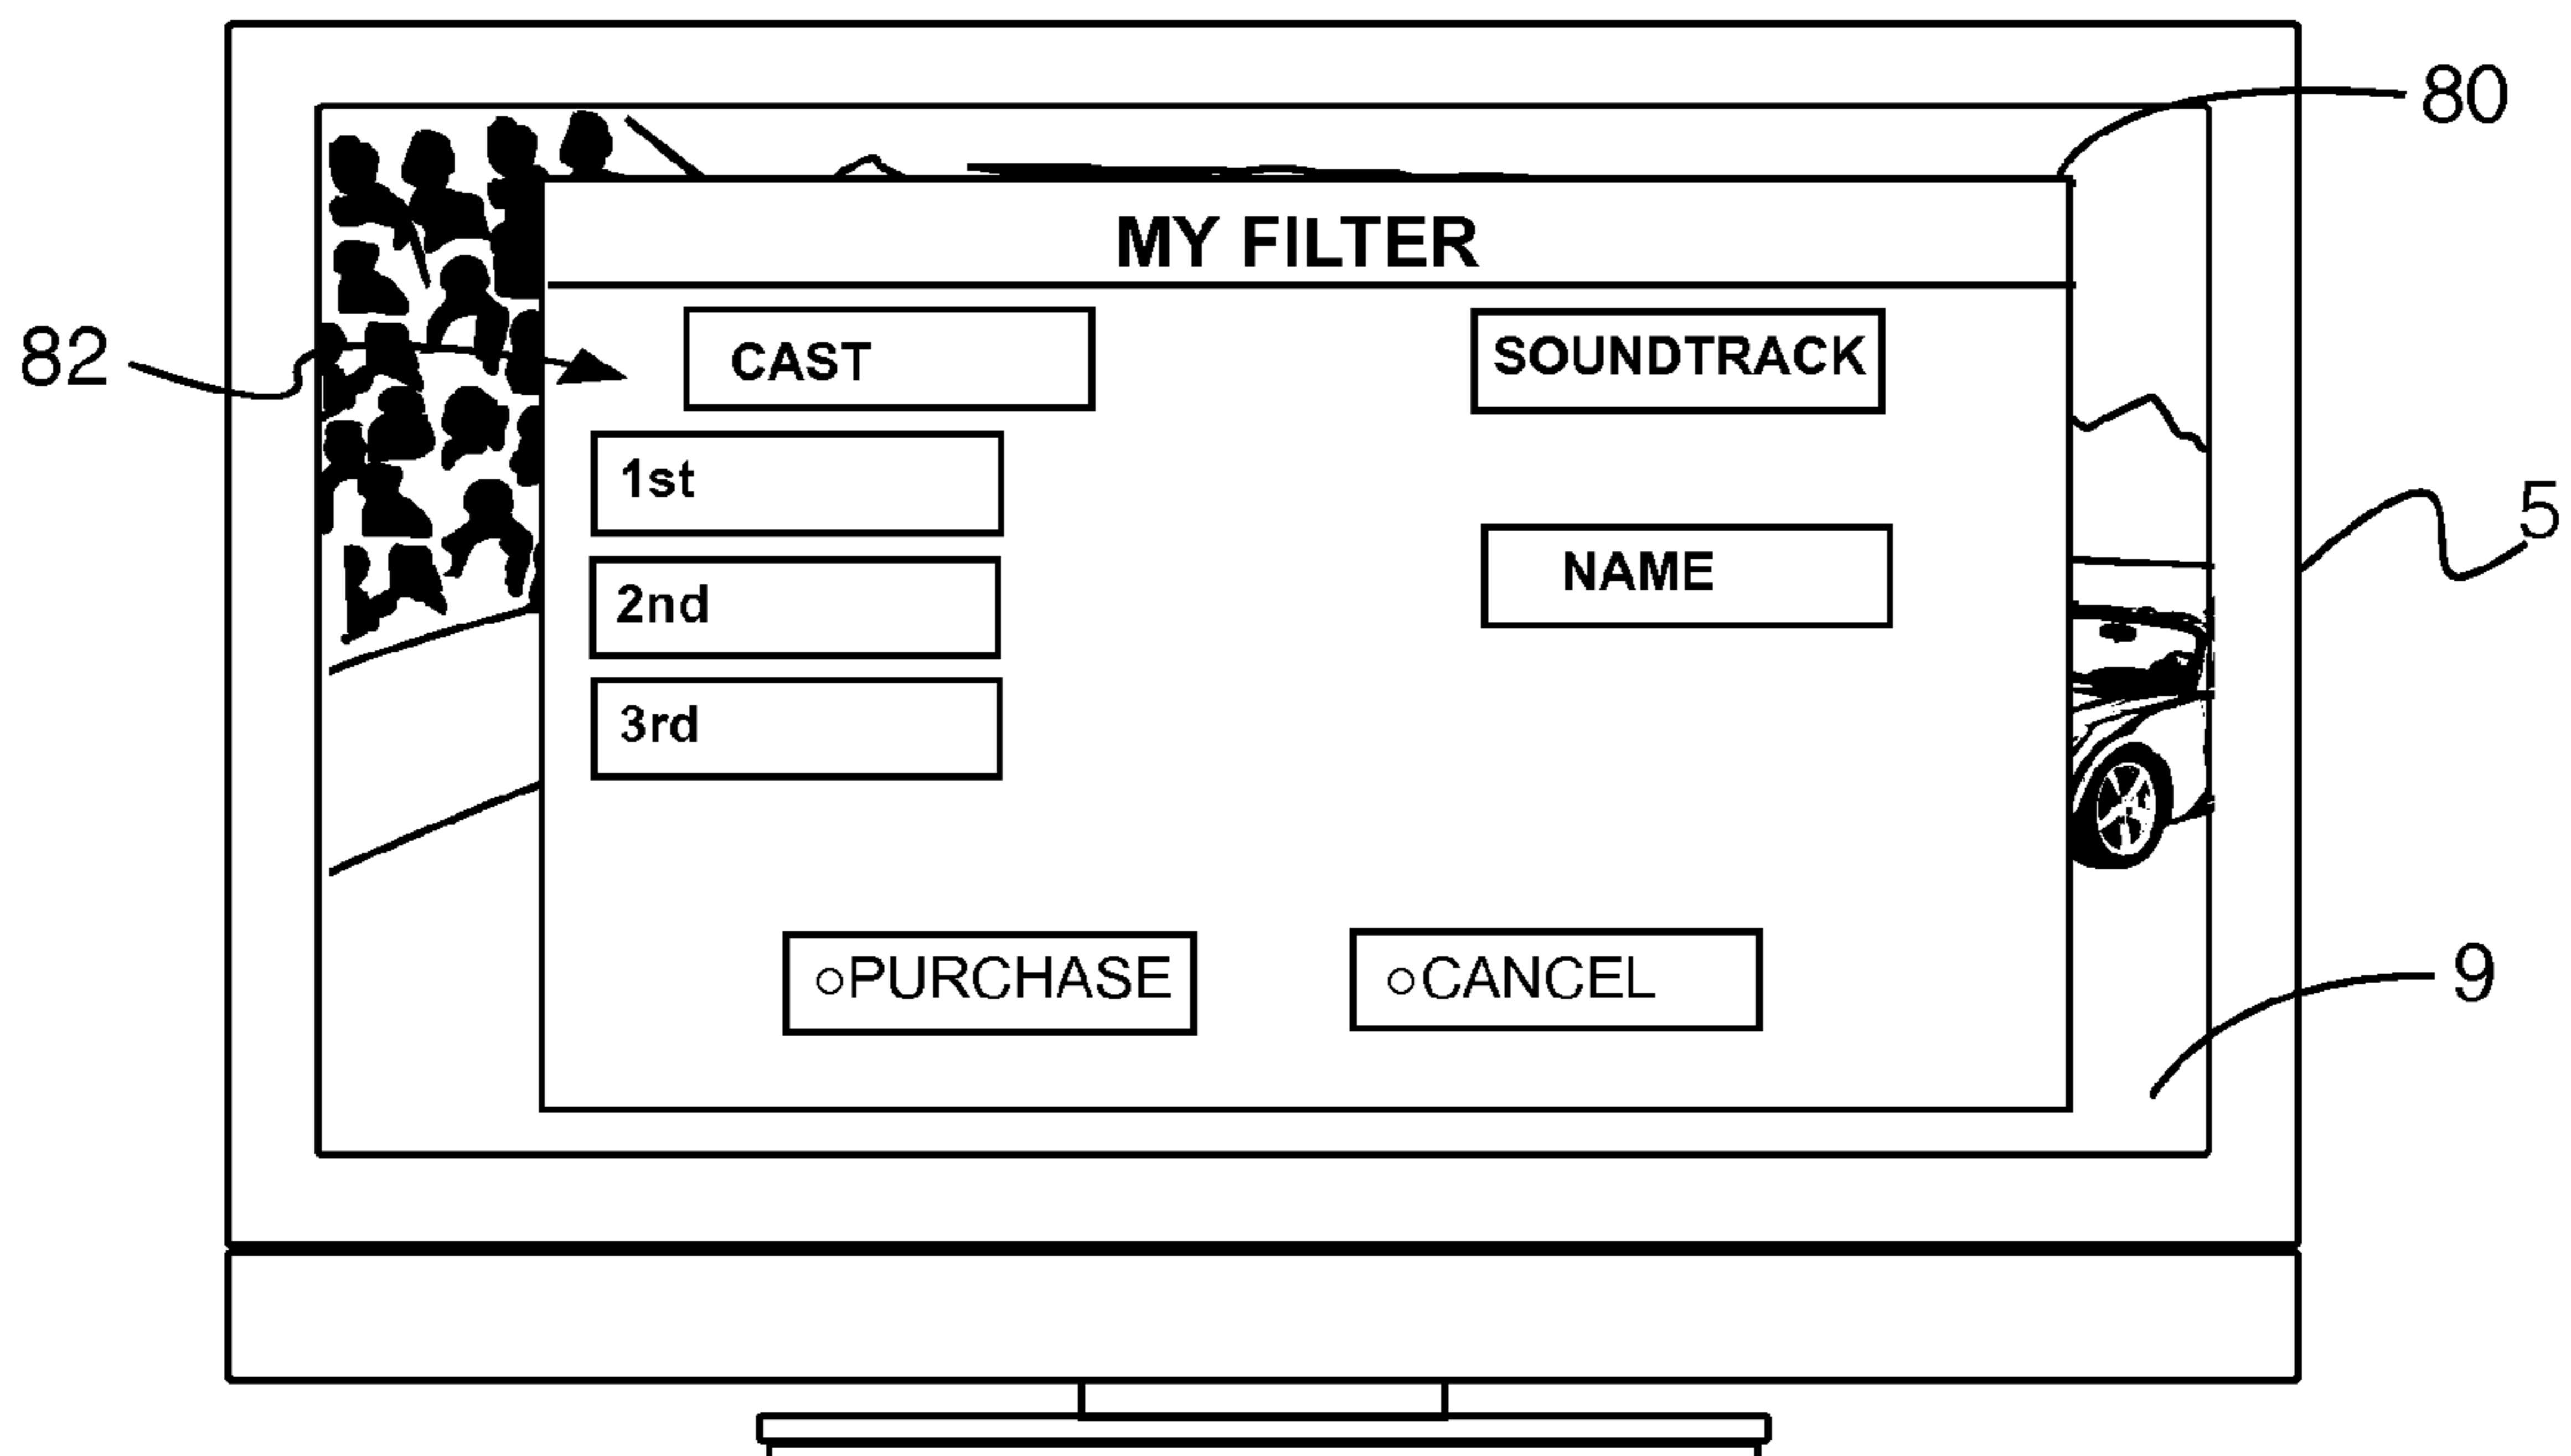 80
MY FILTER
82
CAST
SOUNDTRACK
1st
5
NAME
2nd
3rd
○PURCHASE
○CANCEL
9